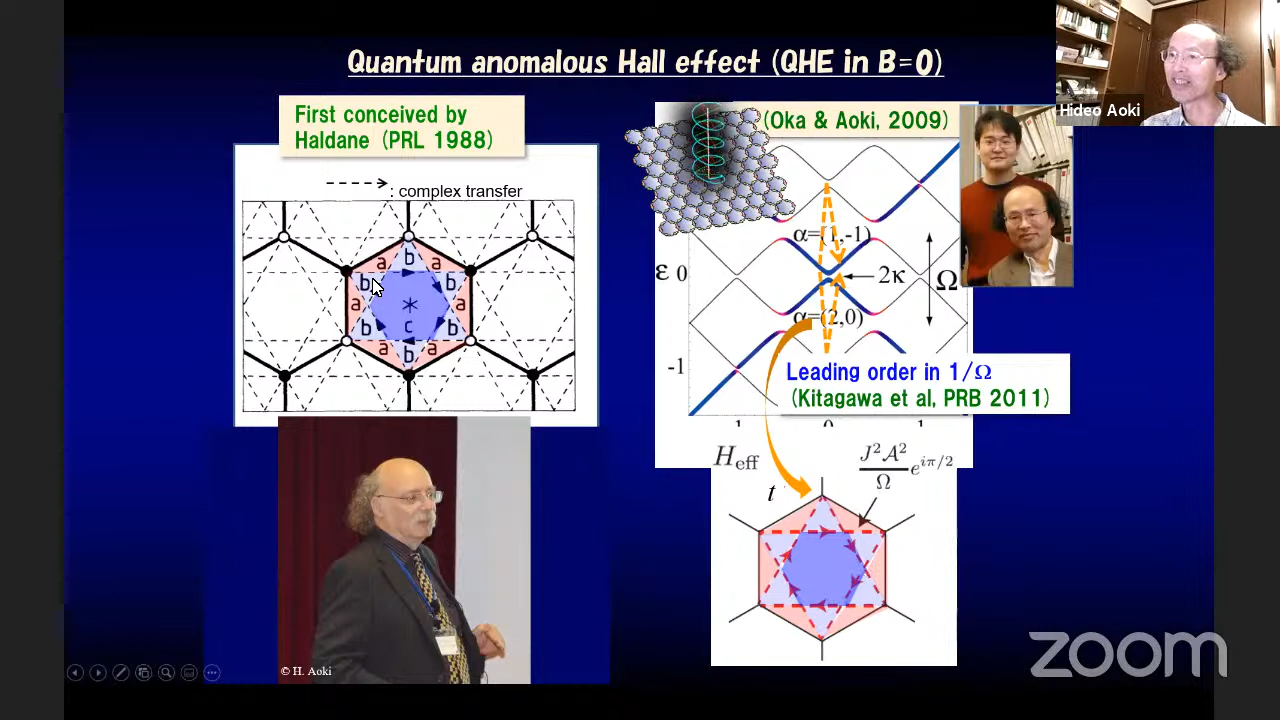 Quantum anomalous Hall effect (QHE in B=0)
Hideo Aoki
First conceived by
Haldane (PRL 1988)
: complex transfer
a b a
b b
a * a
b c b
a b a
© H. Aoki
(Oka & Aoki, 2009)
α=(1,-1)
ε 0
2κ
Ω
α=(2,0)
-1
Leading order in 1/Ω
(Kitagawa et al, PRB 2011)
0
H_eff
J²A²/Ω e^{iπ/2}
t
zoom